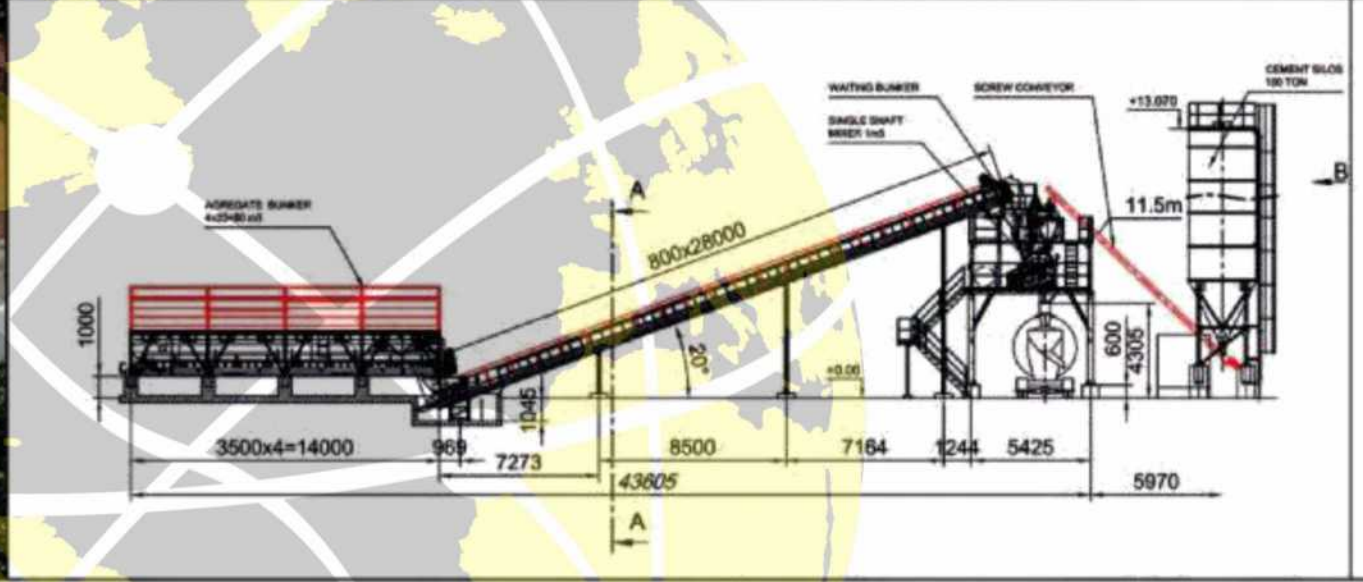 CEMENT SILOS
100 TON
WAITING BUNKER
SCREW CONVEYOR
+13.070
SINGLE SHAFT
MIXER 1m3
B
A
AGREGATE BUNKER
11.5m
800x28000
1000
20°
600
4305
±0.00
1045
3500x4=14000
969
7273
8500
7164
1244
5425
43605
5970
A